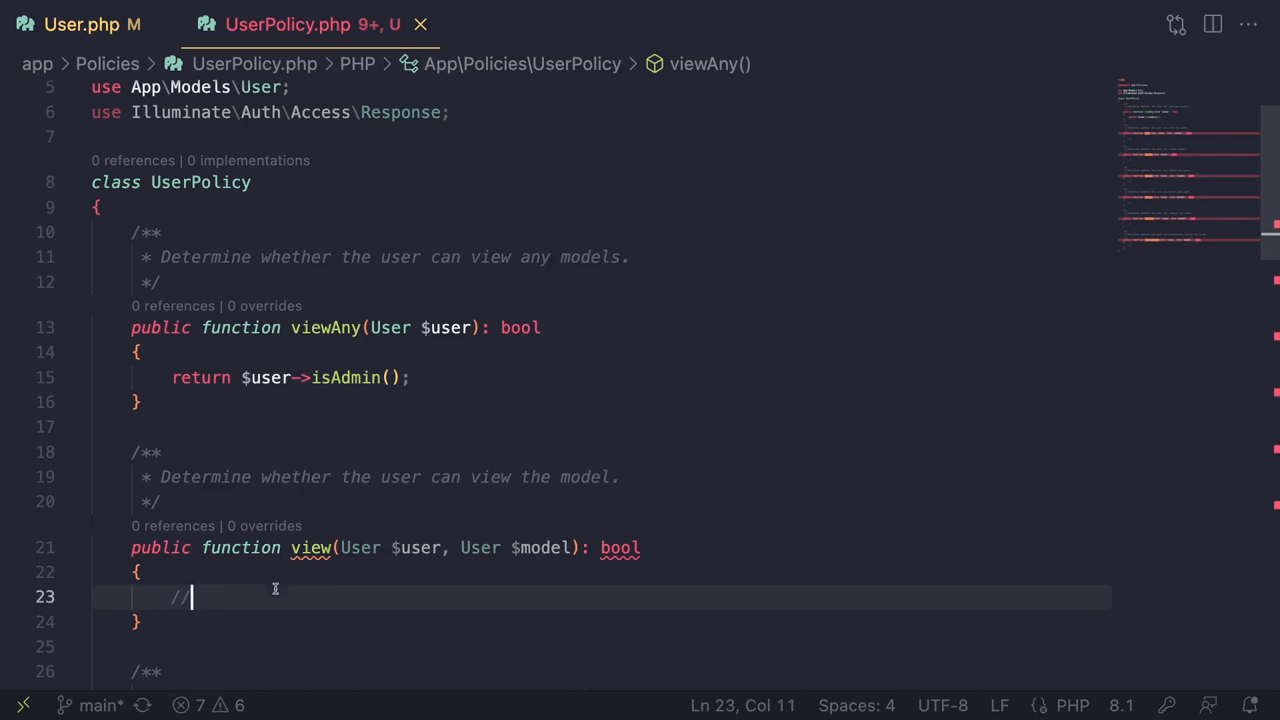 User.php M UserPolicy.php 9+, U
app > Policies > UserPolicy.php > PHP > App\Policies\UserPolicy > viewAny()
5 use App\Models\User;
6 use Illuminate\Auth\Access\Response;
7
0 references | 0 implementations
8 class UserPolicy
9 {
10 /**
11 * Determine whether the user can view any models.
12 */
0 references | 0 overrides
13 public function viewAny(User $user): bool
14 {
15 return $user->isAdmin();
16 }
17
18 /**
19 * Determine whether the user can view the model.
20 */
0 references | 0 overrides
21 public function view(User $user, User $model): bool
22 {
23 //
24 }
25
26 /**
main* 7 6 Ln 23, Col 11 Spaces: 4 UTF-8 LF {} PHP 8.1